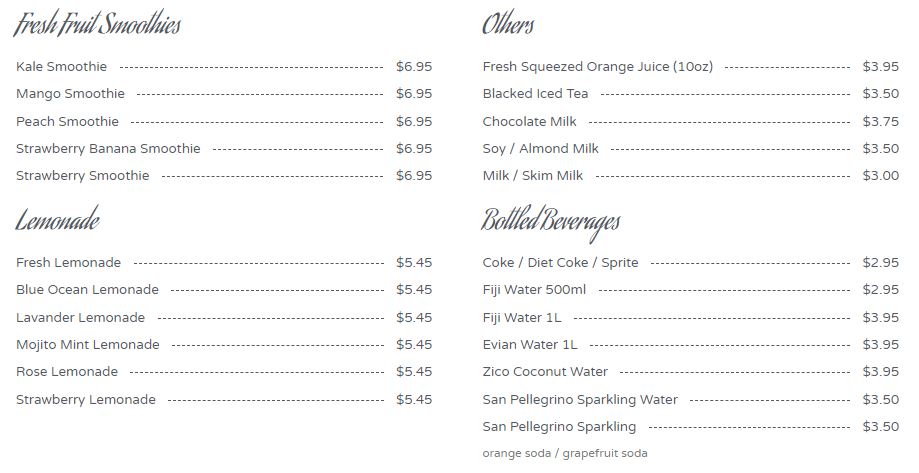 Fresh Fruit Smoothies
Kale Smoothie $6.95
Mango Smoothie $6.95
Peach Smoothie $6.95
Strawberry Banana Smoothie $6.95
Strawberry Smoothie $6.95
Lemonade
Fresh Lemonade $5.45
Blue Ocean Lemonade $5.45
Lavander Lemonade $5.45
Mojito Mint Lemonade $5.45
Rose Lemonade $5.45
Strawberry Lemonade $5.45
Others
Fresh Squeezed Orange Juice (10oz) $3.95
Blacked Iced Tea $3.50
Chocolate Milk $3.75
Soy / Almond Milk $3.50
Milk / Skim Milk $3.00
Bottled Beverages
Coke / Diet Coke / Sprite $2.95
Fiji Water 500ml $2.95
Fiji Water 1L $3.95
Evian Water 1L $3.95
Zico Coconut Water $3.95
San Pellegrino Sparkling Water $3.50
San Pellegrino Sparkling $3.50
orange soda / grapefruit soda